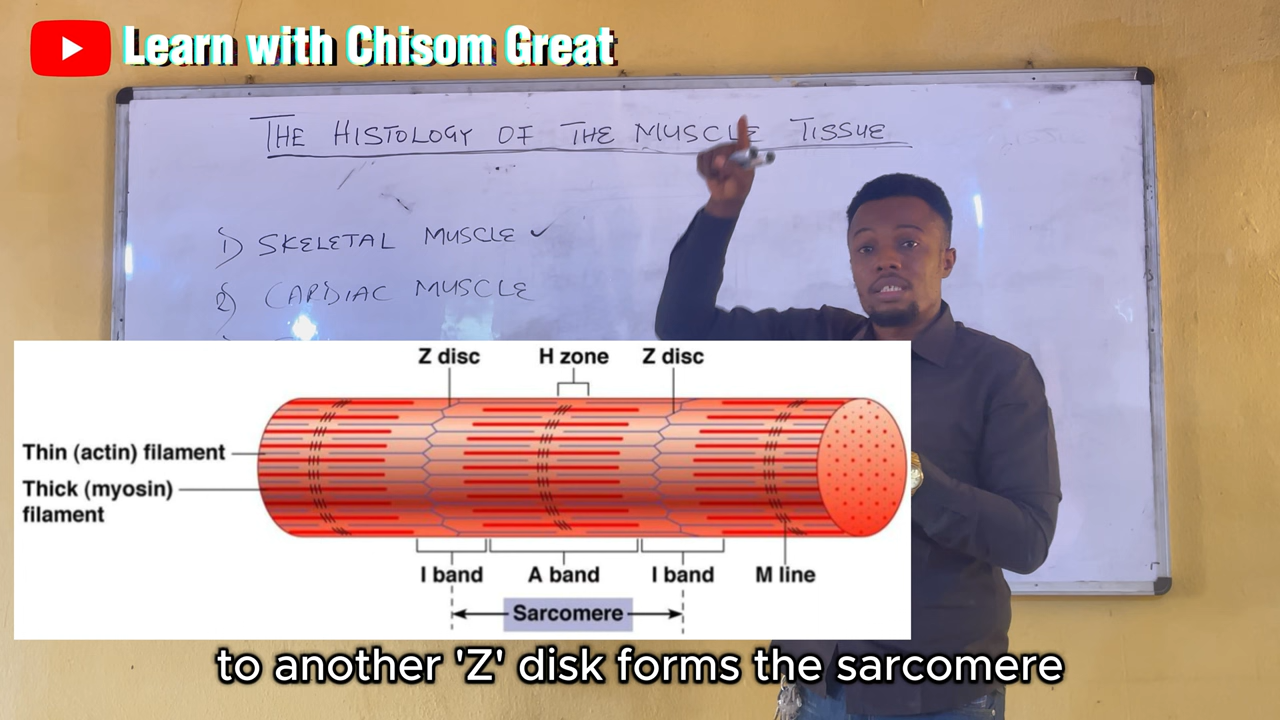 Learn with Chisom Great
THE HISTOLOGY OF THE MUSCLE TISSUE
1) SKELETAL MUSCLE ✓
2) CARDIAC MUSCLE
Z disc H zone Z disc
Thin (actin) filament
Thick (myosin)
filament
I band A band I band M line
Sarcomere
to another 'Z' disk forms the sarcomere